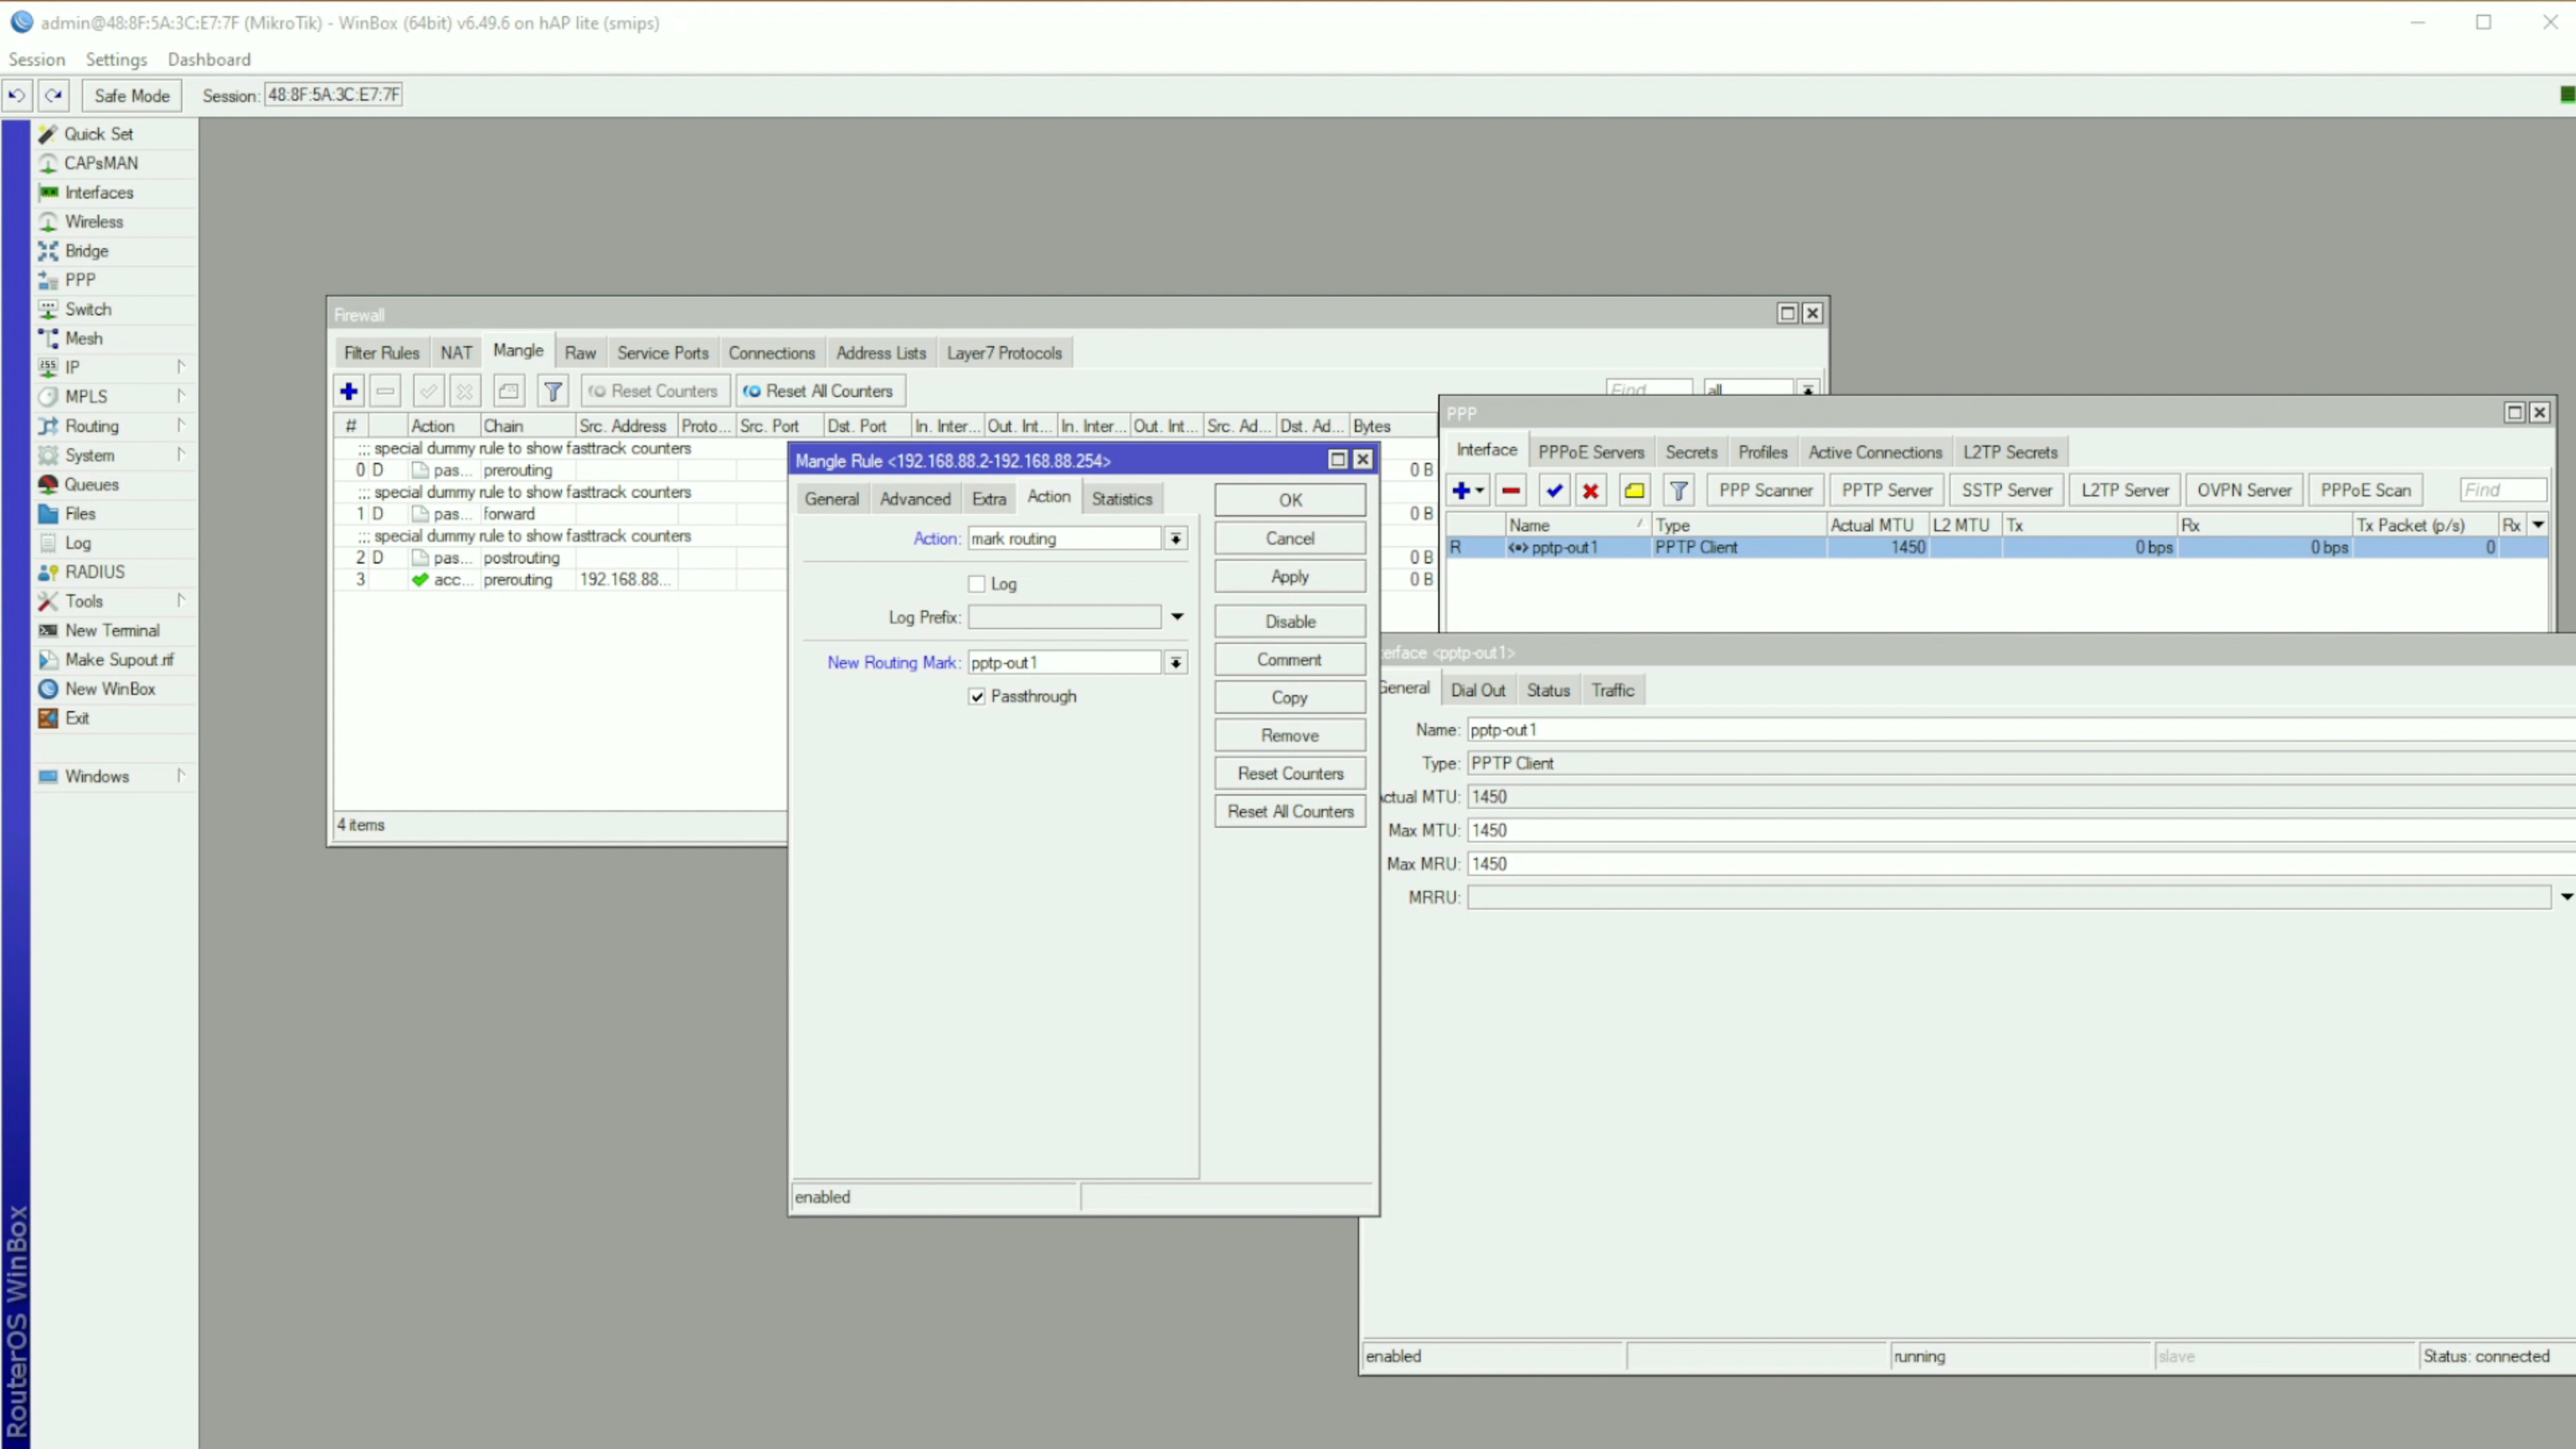 admin@48:8F:5A:3C:E7:7F (MikroTik) - WinBox (64bit) v6.49.6 on hAP lite (smips)
Session Settings Dashboard
Safe Mode Session: 48:8F:5A:3C:E7:7F
Quick Set
CAPsMAN
Interfaces
Wireless
Bridge
PPP
Switch
Mesh
IP
MPLS
Routing
System
Queues
Files
Log
RADIUS
Tools
New Terminal
Make Supout.rif
New WinBox
Exit
Windows
RouterOS WinBox
Firewall
Filter Rules NAT Mangle Raw Service Ports Connections Address Lists Layer7 Protocols
Reset Counters Reset All Counters Find all
# Action Chain Src. Address Proto... Src. Port Dst. Port In. Inter... Out. Int... In. Inter... Out. Int... Src. Ad... Dst. Ad... Bytes
::: special dummy rule to show fasttrack counters
0 D pas... prerouting 0 B
::: special dummy rule to show fasttrack counters
1 D pas... forward 0 B
::: special dummy rule to show fasttrack counters
2 D pas... postrouting 0 B
3 acc... prerouting 192.168.88... 0 B
4 items
Mangle Rule <192.168.88.2-192.168.88.254>
General Advanced Extra Action Statistics
Action: mark routing
Log
Log Prefix:
New Routing Mark: pptp-out1
Passthrough
OK
Cancel
Apply
Disable
Comment
Copy
Remove
Reset Counters
Reset All Counters
enabled
PPP
Interface PPPoE Servers Secrets Profiles Active Connections L2TP Secrets
PPP Scanner PPTP Server SSTP Server L2TP Server OVPN Server PPPoE Scan Find
Name Type Actual MTU L2 MTU Tx Rx Tx Packet (p/s) Rx
R pptp-out1 PPTP Client 1450 0 bps 0 bps 0
erface <pptp-out1>
General Dial Out Status Traffic
Name: pptp-out1
Type: PPTP Client
Actual MTU: 1450
Max MTU: 1450
Max MRU: 1450
MRRU:
enabled running slave Status: connected